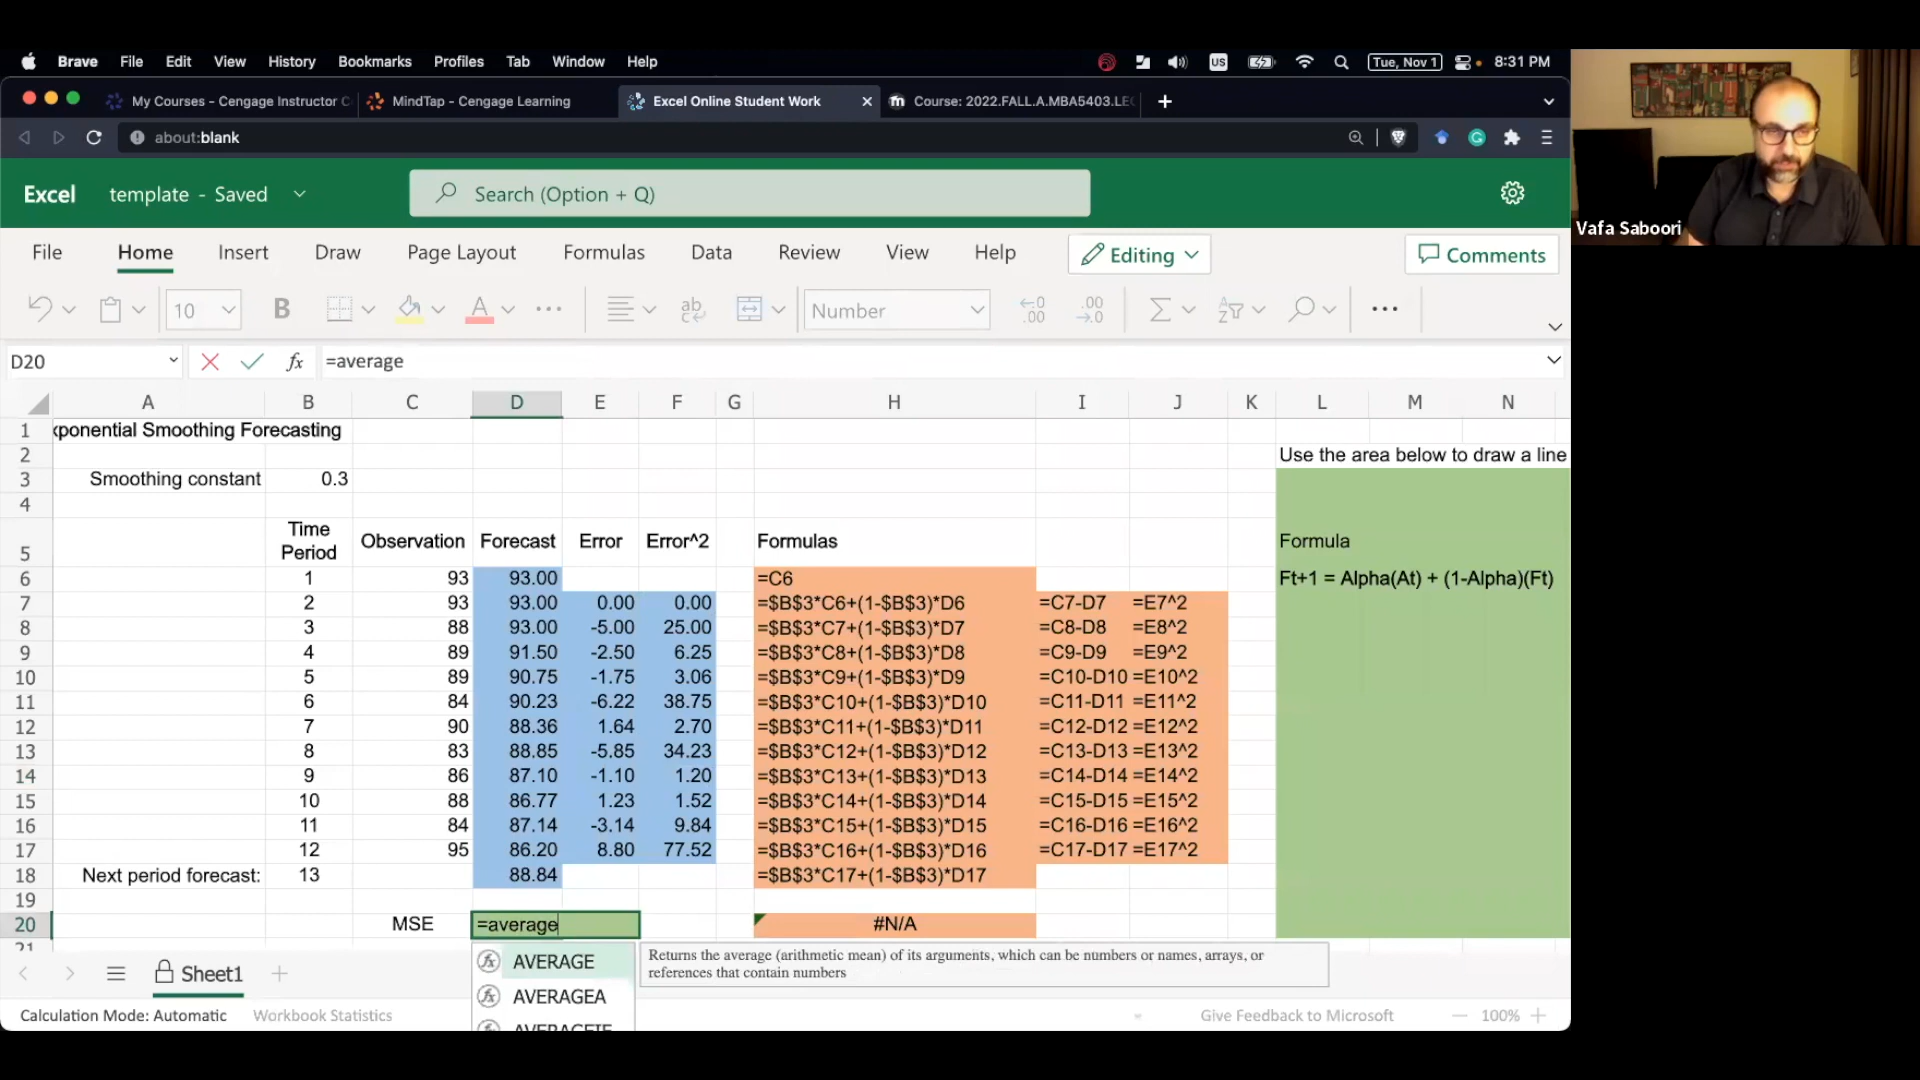 Brave File Edit View History Bookmarks Profiles Tab Window Help US Tue, Nov 1 8:31 PM
My Courses - Cengage Instructor C MindTap - Cengage Learning Excel Online Student Work Course: 2022.FALL.A.MBA5403.LEC
about:blank
Excel template - Saved Search (Option + Q)
Vafa Saboori
File Home Insert Draw Page Layout Formulas Data Review View Help Editing Comments
10 B A ab Number
D20 fx =average
A B C D E F G H I J K L M N
1 xponential Smoothing Forecasting
2 Use the area below to draw a line
3 Smoothing constant 0.3
4
5 Time Period Observation Forecast Error Error^2 Formulas Formula
6 1 93 93.00 =C6 Ft+1 = Alpha(At) + (1-Alpha)(Ft)
7 2 93 93.00 0.00 0.00 =$B$3*C6+(1-$B$3)*D6 =C7-D7 =E7^2
8 3 88 93.00 -5.00 25.00 =$B$3*C7+(1-$B$3)*D7 =C8-D8 =E8^2
9 4 89 91.50 -2.50 6.25 =$B$3*C8+(1-$B$3)*D8 =C9-D9 =E9^2
10 5 89 90.75 -1.75 3.06 =$B$3*C9+(1-$B$3)*D9 =C10-D10 =E10^2
11 6 84 90.23 -6.22 38.75 =$B$3*C10+(1-$B$3)*D10 =C11-D11 =E11^2
12 7 90 88.36 1.64 2.70 =$B$3*C11+(1-$B$3)*D11 =C12-D12 =E12^2
13 8 83 88.85 -5.85 34.23 =$B$3*C12+(1-$B$3)*D12 =C13-D13 =E13^2
14 9 86 87.10 -1.10 1.20 =$B$3*C13+(1-$B$3)*D13 =C14-D14 =E14^2
15 10 88 86.77 1.23 1.52 =$B$3*C14+(1-$B$3)*D14 =C15-D15 =E15^2
16 11 84 87.14 -3.14 9.84 =$B$3*C15+(1-$B$3)*D15 =C16-D16 =E16^2
17 12 95 86.20 8.80 77.52 =$B$3*C16+(1-$B$3)*D16 =C17-D17 =E17^2
18 Next period forecast: 13 88.84 =$B$3*C17+(1-$B$3)*D17
19
20 MSE =average #N/A
21
AVERAGE Returns the average (arithmetic mean) of its arguments, which can be numbers or names, arrays, or
references that contain numbers
Sheet1
AVERAGEA
Calculation Mode: Automatic Workbook Statistics Give Feedback to Microsoft 100%